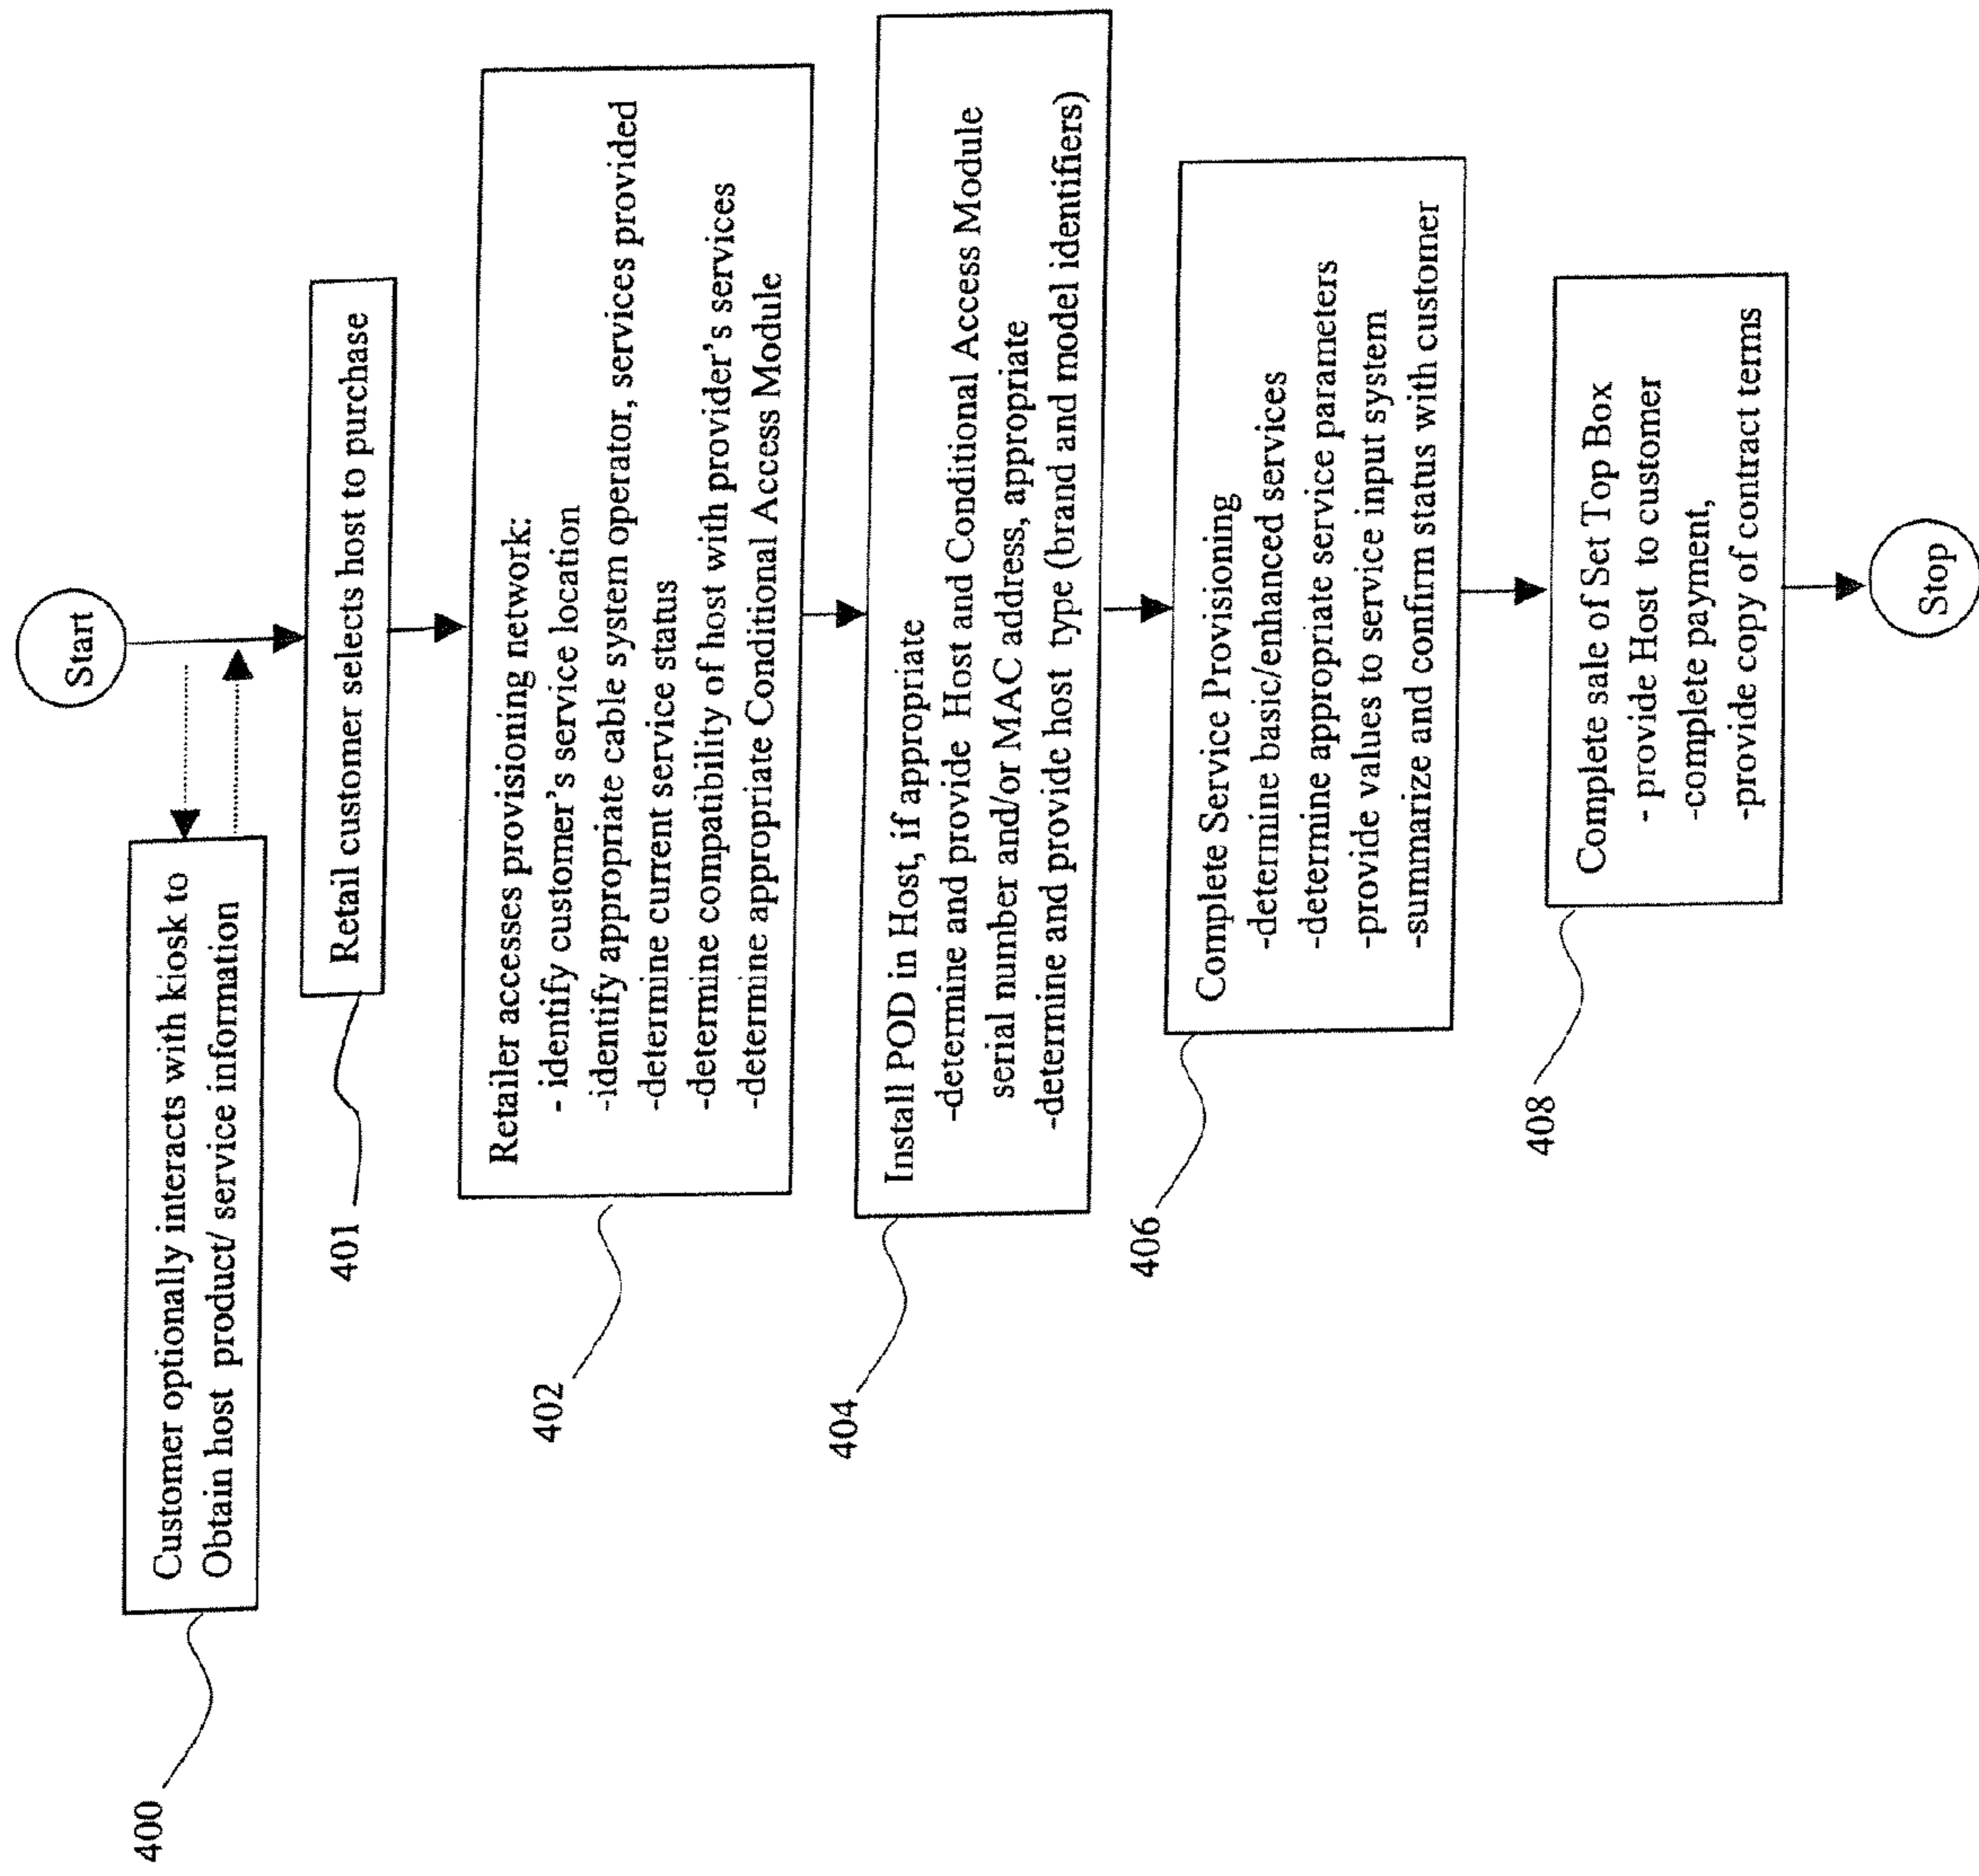 Start
Customer optionally interacts with kiosk to
Obtain host product/ service information
400
Retail customer selects host to purchase
401
Retailer accesses provisioning network:
- identify customer's service location
-identify appropriate cable system operator, services provided
-determine current service status
-determine compatibility of host with provider's services
-determine appropriate Conditional Access Module
402
Install POD in Host, if appropriate
-determine and provide Host and Conditional Access Module
serial number and/or MAC address, appropriate
-determine and provide host type (brand and model identifiers)
404
Complete Service Provisioning
-determine basic/enhanced services
-determine appropriate service parameters
-provide values to service input system
-summarize and confirm status with customer
406
Complete sale of Set Top Box
- provide Host to customer
-complete payment,
-provide copy of contract terms
408
Stop